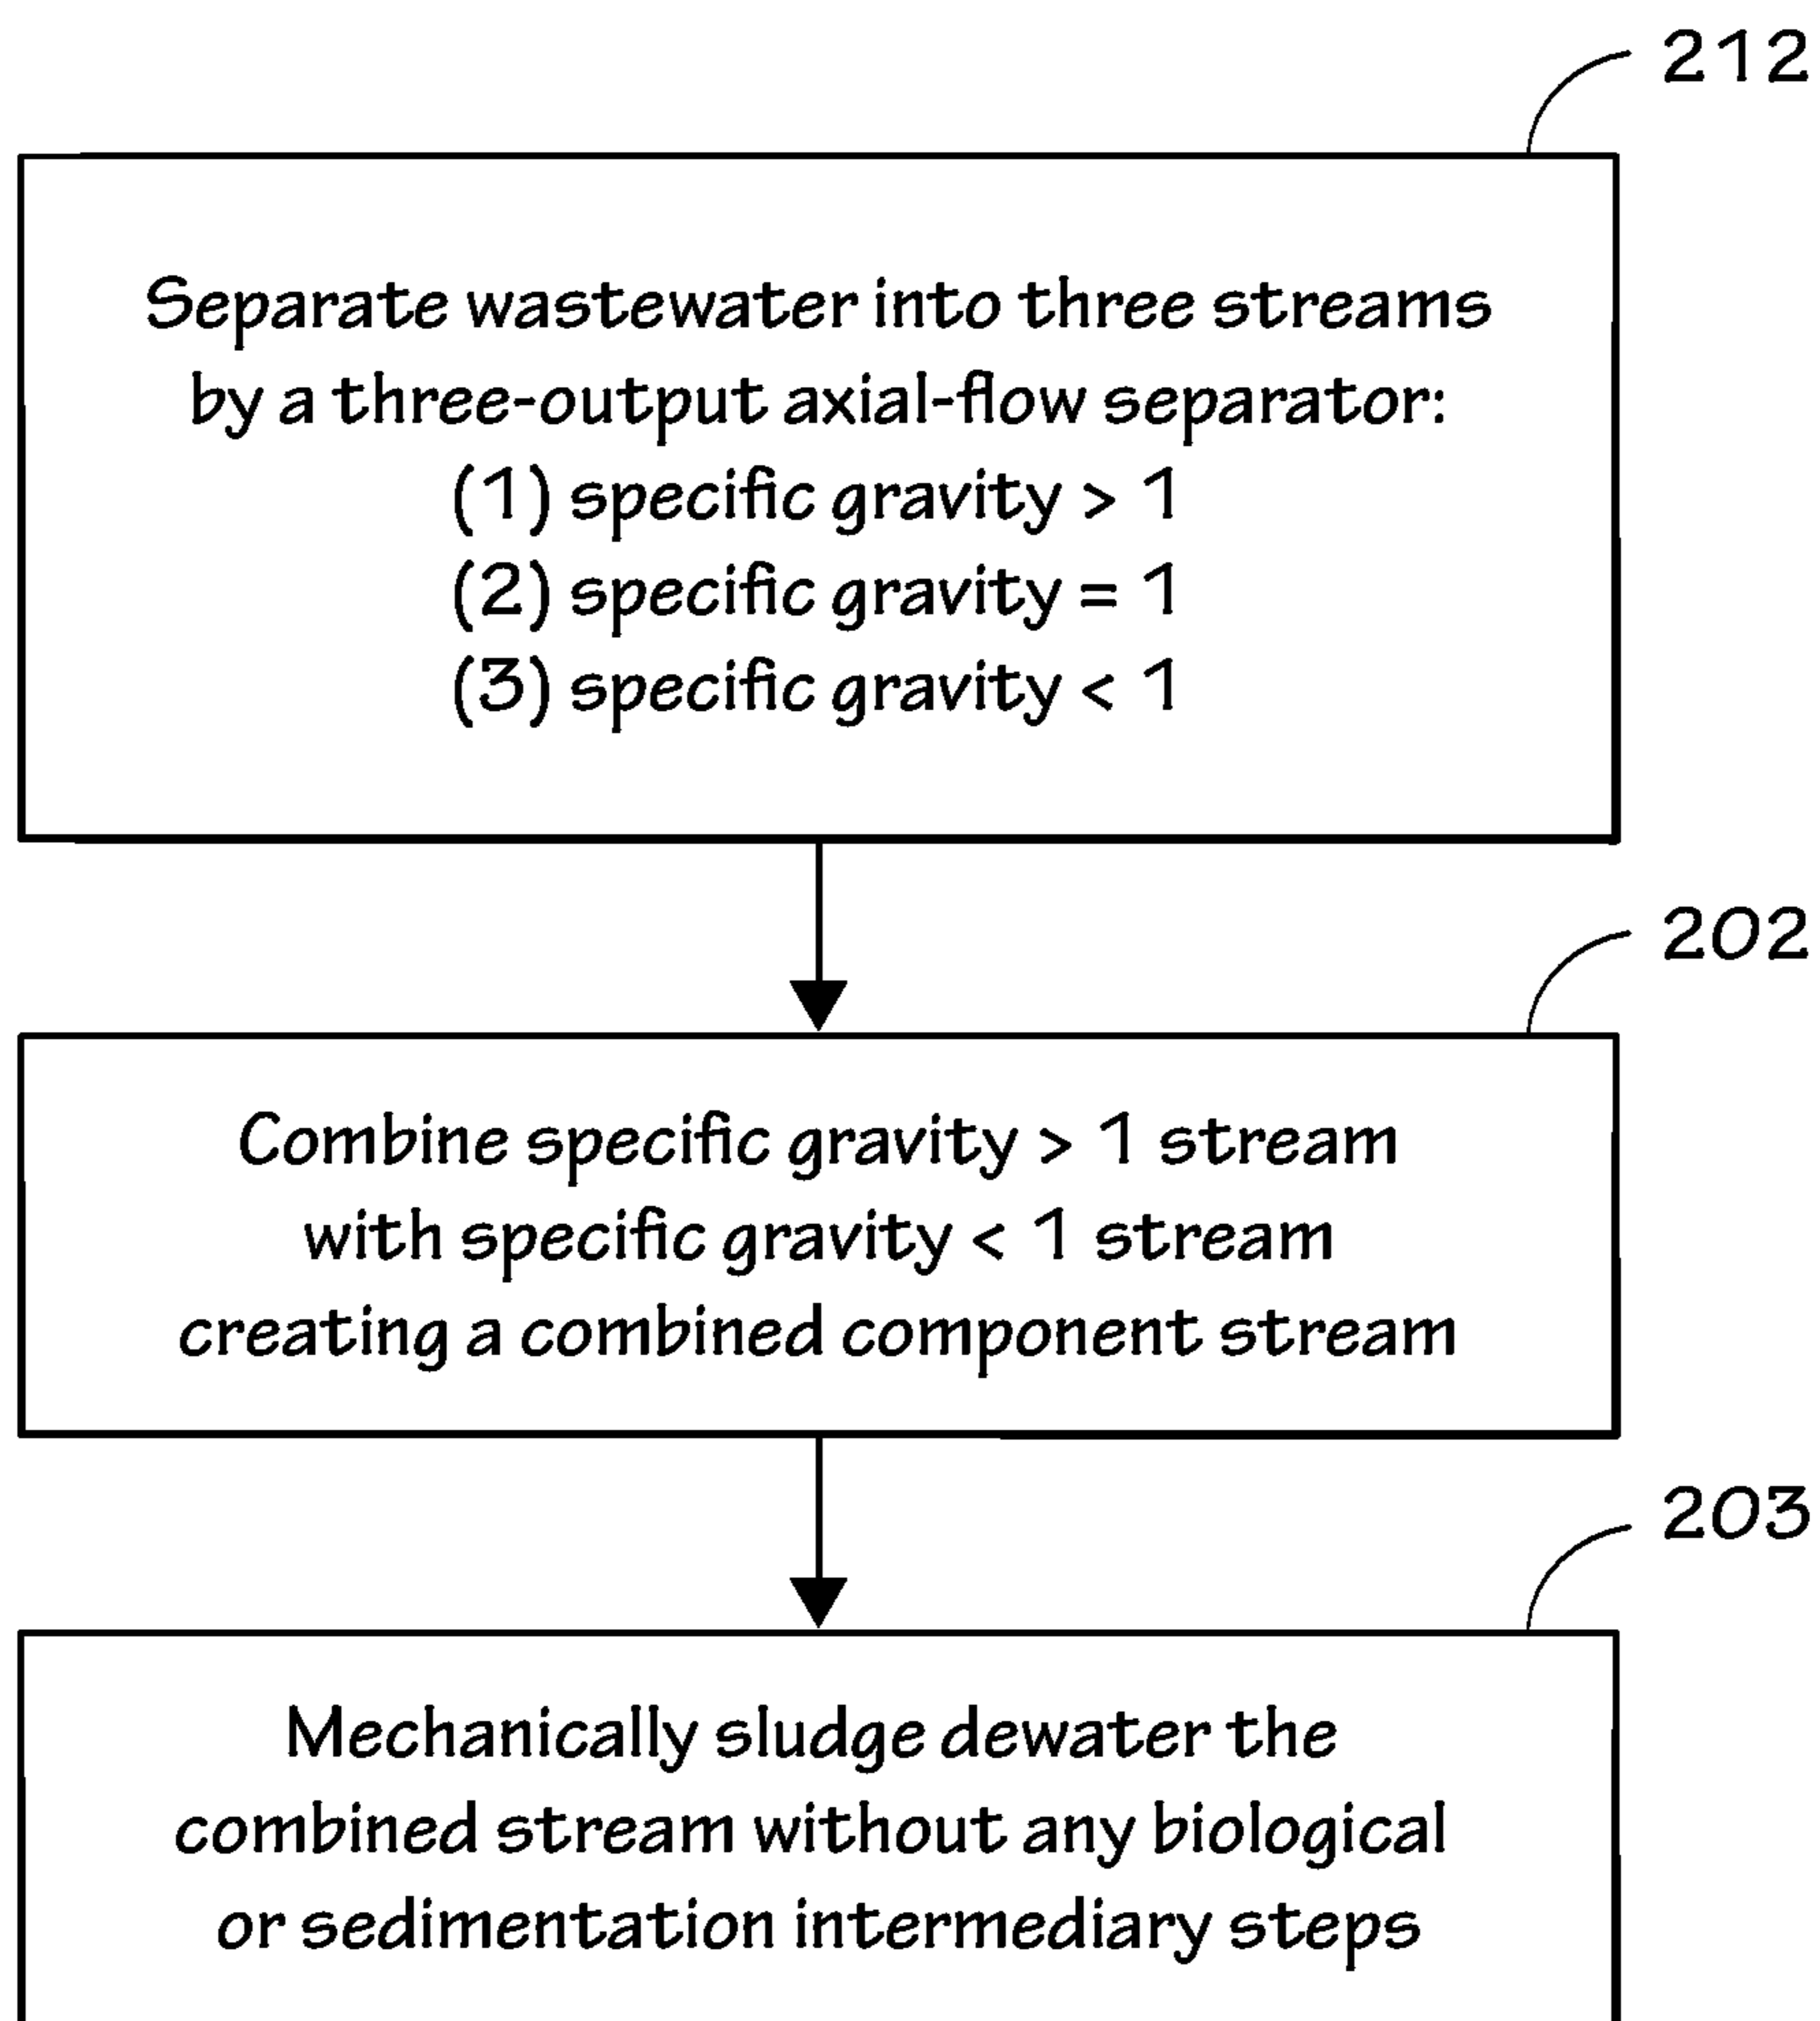 212
Separate wastewater into three streams
by a three-output axial-flow separator:
(1) specific gravity > 1
(2) specific gravity = 1
(3) specific gravity < 1
202
Combine specific gravity > 1 stream
with specific gravity < 1 stream
creating a combined component stream
203
Mechanically sludge dewater the
combined stream without any biological
or sedimentation intermediary steps